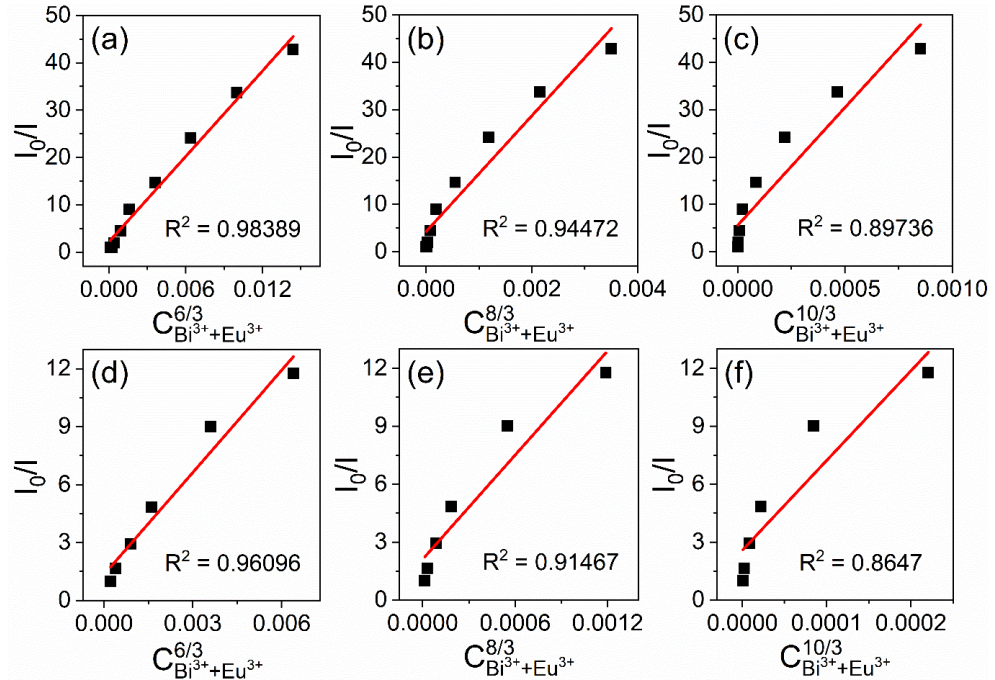 (a)
I₀/I
50
40
30
20
10
0
R² = 0.98389
0.000 0.006 0.012
C^{6/3}_{Bi³⁺+Eu³⁺}
(b)
I₀/I
50
40
30
20
10
0
R² = 0.94472
0.000 0.002 0.004
C^{8/3}_{Bi³⁺+Eu³⁺}
(c)
I₀/I
50
40
30
20
10
0
R² = 0.89736
0.0000 0.0005 0.0010
C^{10/3}_{Bi³⁺+Eu³⁺}
(d)
I₀/I
12
9
6
3
0
R² = 0.96096
0.000 0.003 0.006
C^{6/3}_{Bi³⁺+Eu³⁺}
(e)
I₀/I
12
9
6
3
0
R² = 0.91467
0.0000 0.0006 0.0012
C^{8/3}_{Bi³⁺+Eu³⁺}
(f)
I₀/I
12
9
6
3
0
R² = 0.8647
0.0000 0.0001 0.0002
C^{10/3}_{Bi³⁺+Eu³⁺}